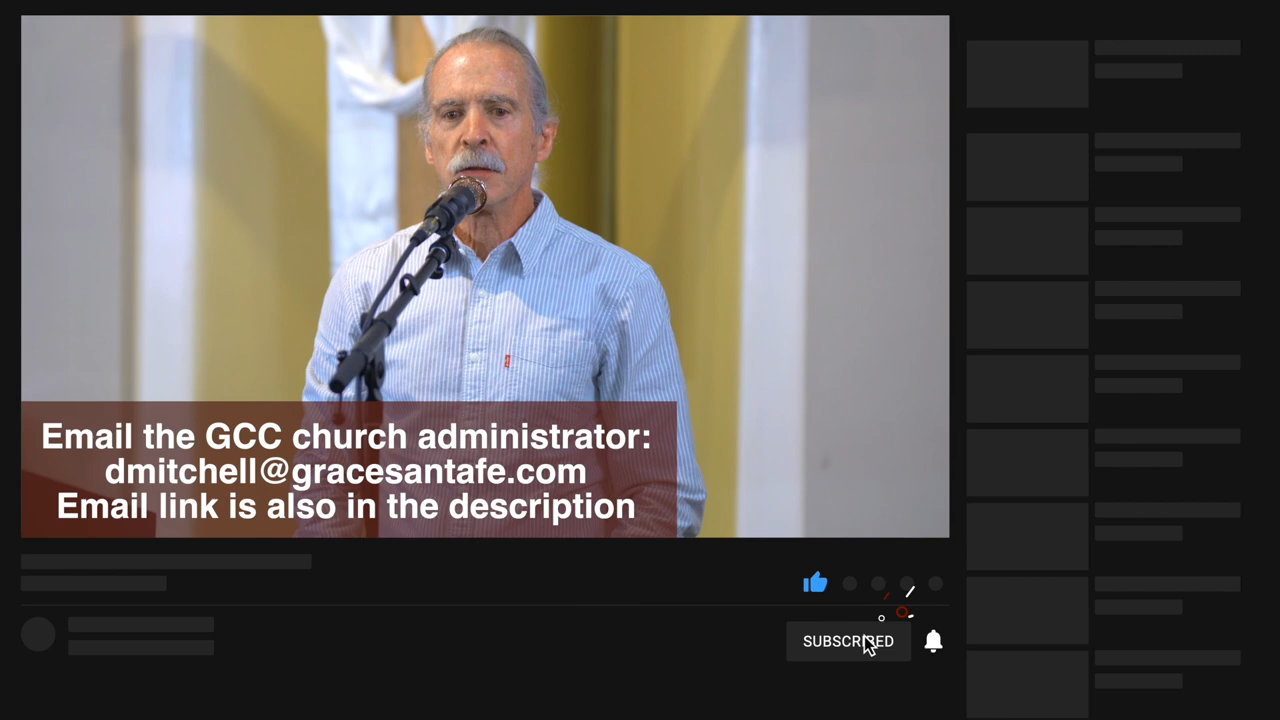 Email the GCC church administrator:
dmitchell@gracesantafe.com
Email link is also in the description
SUBSCRIBED